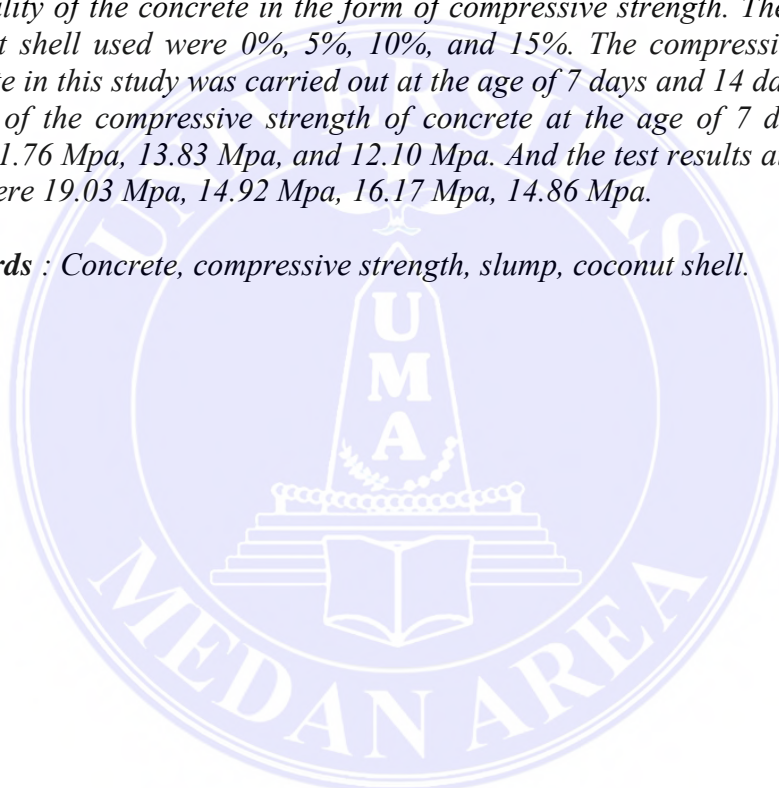 ality of the concrete in the form of compressive strength. The
t shell used were 0%, 5%, 10%, and 15%. The compressi
te in this study was carried out at the age of 7 days and 14 da
of the compressive strength of concrete at the age of 7 d
1.76 Mpa, 13.83 Mpa, and 12.10 Mpa. And the test results a
ere 19.03 Mpa, 14.92 Mpa, 16.17 Mpa, 14.86 Mpa.
rds : Concrete, compressive strength, slump, coconut shell.
UNIVERSITAS
U
M
A
MEDAN AREA